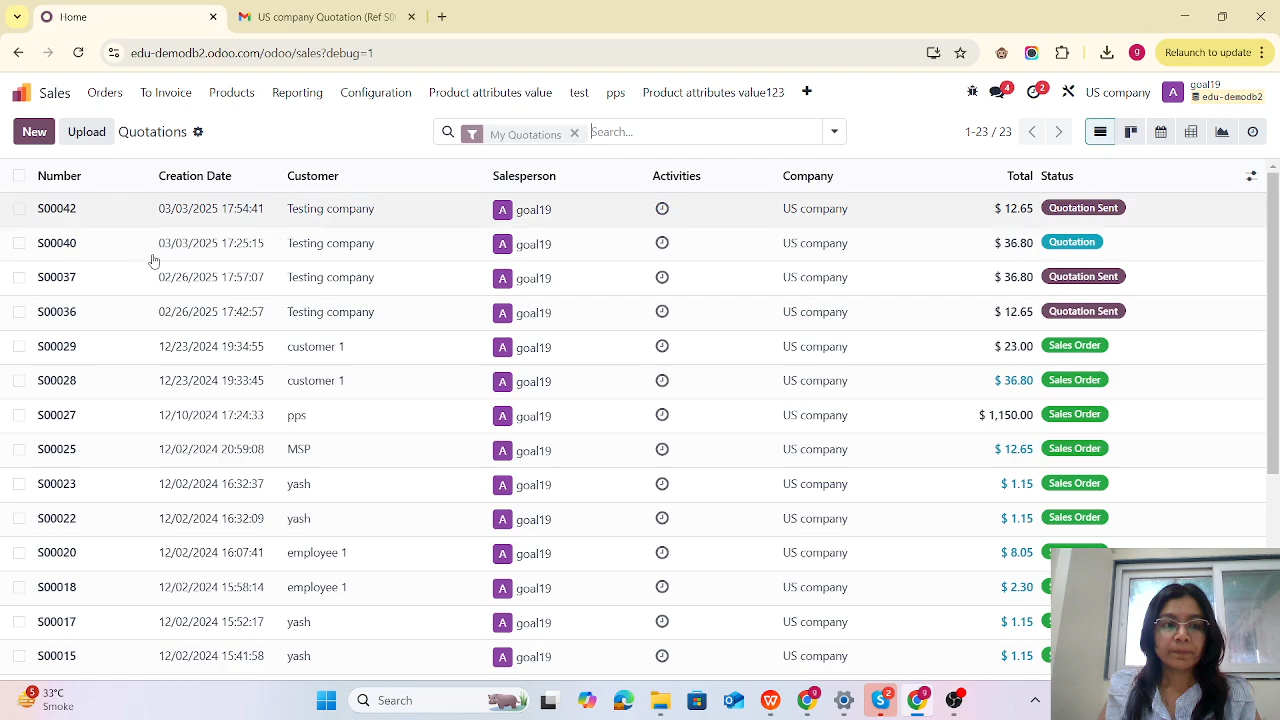 Home
US company Quotation (Ref S00
edu-demodb2.odoo.com/odoo/sales?debug=1
g
Relaunch to update
Sales Orders To Invoice Products Reporting Configuration Product attributes value test pps Product attributes value123
4 2 US company A goal19 edu-demodb2
New Upload Quotations My Quotations Search... 1-23 / 23
Number Creation Date Customer Salesperson Activities Company Total Status
S00042 03/03/2025 17:54:41 Testing company A goal19 US company $ 12.65 Quotation Sent
S00040 03/03/2025 17:25:15 Testing company A goal19 US company $ 36.80 Quotation
S00037 02/26/2025 17:57:07 Testing company A goal19 US company $ 36.80 Quotation Sent
S00036 02/26/2025 17:42:57 Testing company A goal19 US company $ 12.65 Quotation Sent
S00029 12/23/2024 19:34:55 customer 1 A goal19 US company $ 23.00 Sales Order
S00028 12/23/2024 19:33:45 customer 1 A goal19 US company $ 36.80 Sales Order
S00027 12/10/2024 17:24:33 pps A goal19 US company $ 1,150.00 Sales Order
S00025 12/02/2024 20:59:08 MSP A goal19 US company $ 12.65 Sales Order
S00023 12/02/2024 16:32:37 yash A goal19 US company $ 1.15 Sales Order
S00022 12/02/2024 16:32:09 yash A goal19 US company $ 1.15 Sales Order
S00020 12/02/2024 16:07:41 employee 1 A goal19 US company $ 8.05
S00018 12/02/2024 15:58:14 employee 1 A goal19 US company $ 2.30
S00017 12/02/2024 15:52:17 yash A goal19 US company $ 1.15
S00015 12/02/2024 15:41:58 yash A goal19 US company $ 1.15
5 33°C
Smoke
Search
9 2 9